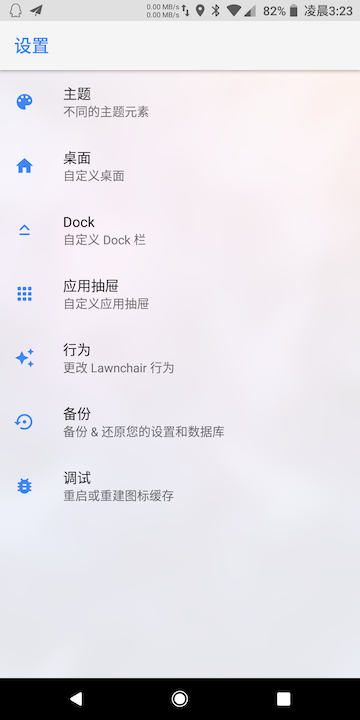 0.00 MB/s
0.00 MB/s
82%
凌晨3:23
设置
主题
不同的主题元素
桌面
自定义桌面
Dock
自定义 Dock 栏
应用抽屉
自定义应用抽屉
行为
更改 Lawnchair 行为
备份
备份 & 还原您的设置和数据库
调试
重启或重建图标缓存